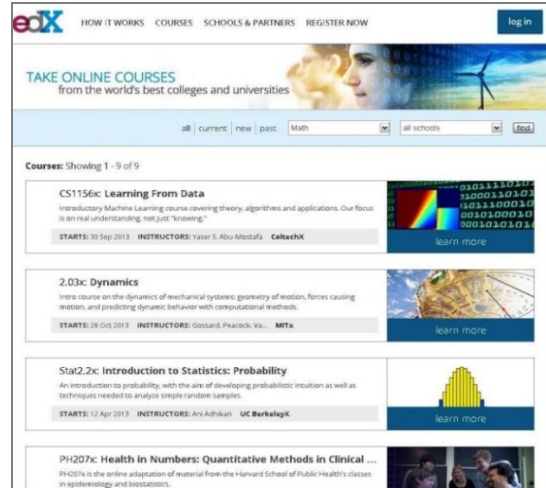 edX HOW IT WORKS COURSES SCHOOLS & PARTNERS REGISTER NOW log in
TAKE ONLINE COURSES
from the world's best colleges and universities
all | current | new | past Math all schools find
Courses: Showing 1 - 9 of 9
CS1156x: Learning From Data
Introductory Machine Learning course covering theory, algorithms and applications. Our focus
is on real understanding, not just "knowing."
STARTS: 30 Sep 2013 INSTRUCTORS: Yaser S. Abu-Mostafa CaltechX
learn more
2.03x: Dynamics
Intro course on the dynamics of mechanical systems: geometry of motion, forces causing
motion, and predicting dynamic behavior with computational methods.
STARTS: 28 Oct 2013 INSTRUCTORS: Gossard, Peacock, Va... MITx
learn more
Stat2.2x: Introduction to Statistics: Probability
An introduction to probability, with the aim of developing probabilistic intuition as well as
techniques needed to analyze simple random samples.
STARTS: 12 Apr 2013 INSTRUCTORS: Ani Adhikari UC BerkeleyX
learn more
PH207x: Health in Numbers: Quantitative Methods in Clinical ...
PH207x is the online adaptation of material from the Harvard School of Public Health's classes
in epidemiology and biostatistics.